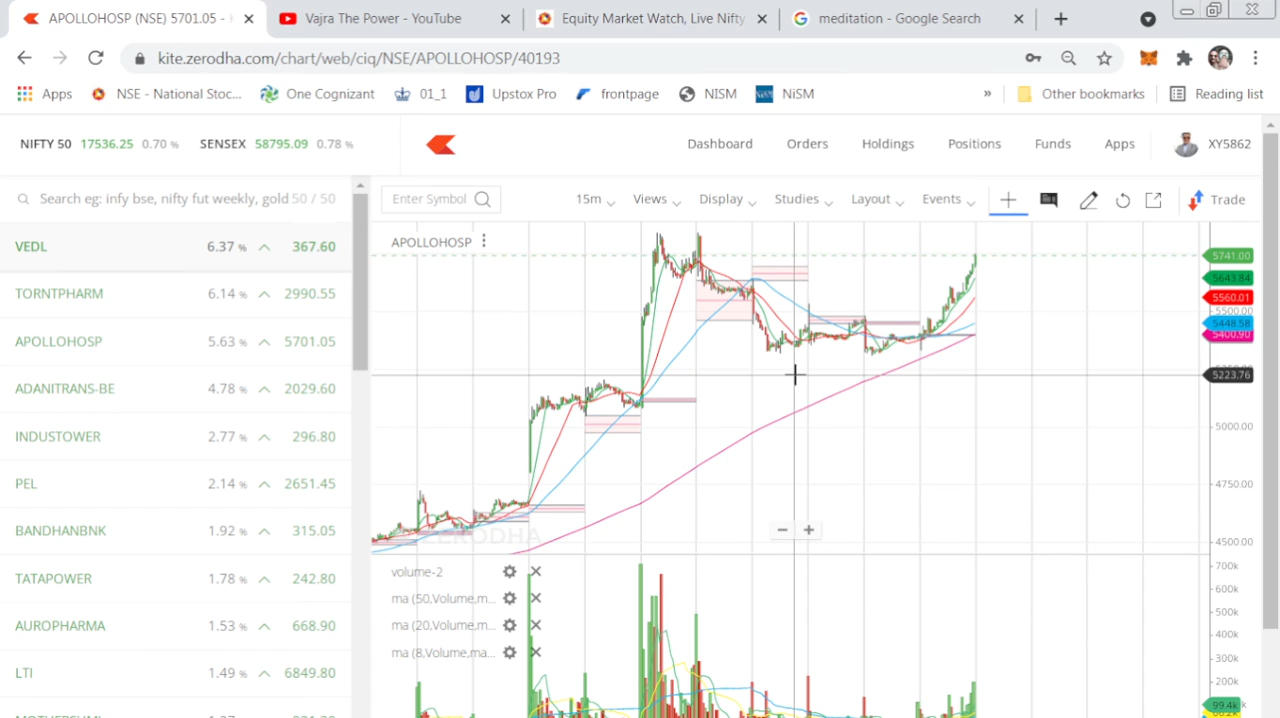 APOLLOHOSP (NSE) 5701.05 -
Vajra The Power - YouTube
Equity Market Watch, Live Nifty
meditation - Google Search
kite.zerodha.com/chart/web/ciq/NSE/APOLLOHOSP/40193
Apps
NSE - National Stoc...
One Cognizant
01_1
Upstox Pro
frontpage
NISM
NiSM
»
Other bookmarks
Reading list
NIFTY 50 17536.25 0.70 %
SENSEX 58795.09 0.78 %
Dashboard
Orders
Holdings
Positions
Funds
Apps
XY5862
Search eg: infy bse, nifty fut weekly, gold 50 / 50
Enter Symbol
15m
Views
Display
Studies
Layout
Events
Trade
VEDL 6.37 % 367.60
TORNTPHARM 6.14 % 2990.55
APOLLOHOSP 5.63 % 5701.05
ADANITRANS-BE 4.78 % 2029.60
INDUSTOWER 2.77 % 296.80
PEL 2.14 % 2651.45
BANDHANBNK 1.92 % 315.05
TATAPOWER 1.78 % 242.80
AUROPHARMA 1.53 % 668.90
LTI 1.49 % 6849.80
APOLLOHOSP
5741.00
5643.84
5560.01
5500.00
5448.58
5400.90
5223.76
5000.00
4750.00
4500.00
ZERODHA
volume-2
ma (50,Volume,m...
ma (20,Volume,m...
ma (8,Volume,ma...
700k
600k
500k
400k
300k
200k
99.4k